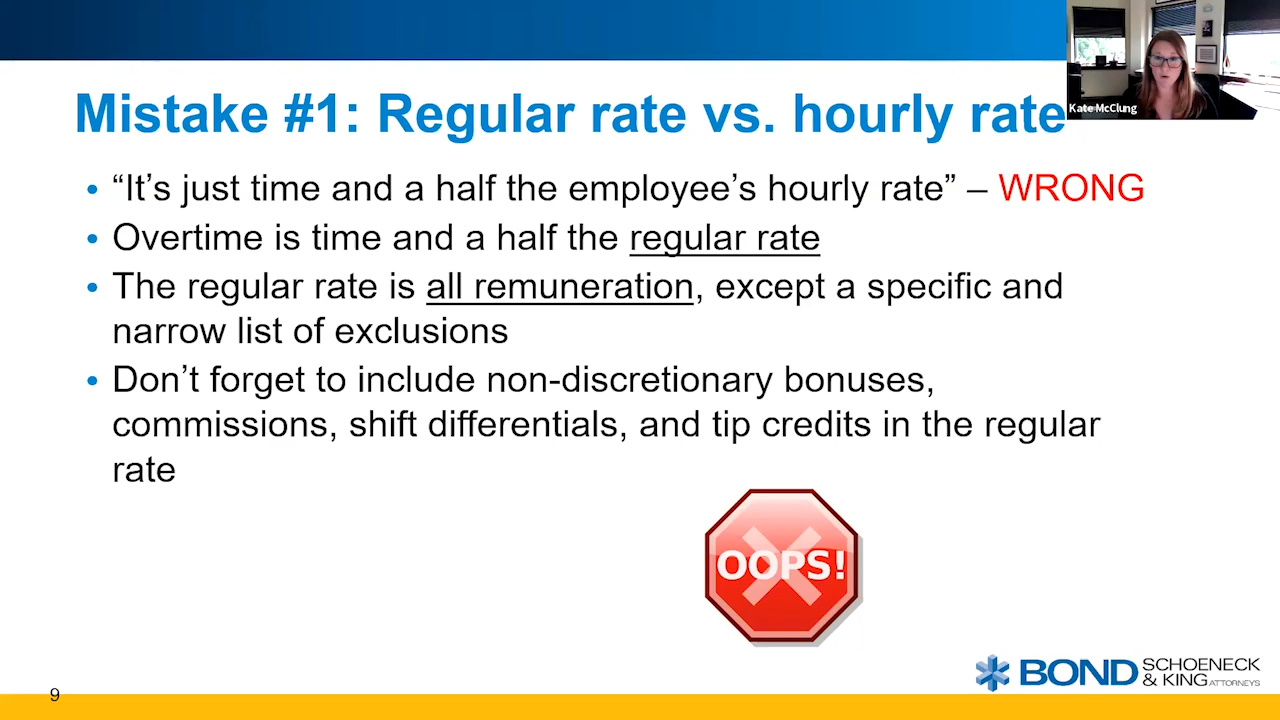 Kate McClung
Mistake #1: Regular rate vs. hourly rate
• “It’s just time and a half the employee’s hourly rate” – WRONG
• Overtime is time and a half the regular rate
• The regular rate is all remuneration, except a specific and
narrow list of exclusions
• Don’t forget to include non-discretionary bonuses,
commissions, shift differentials, and tip credits in the regular
rate
OOPS!
BOND SCHOENECK
& KING ATTORNEYS
9